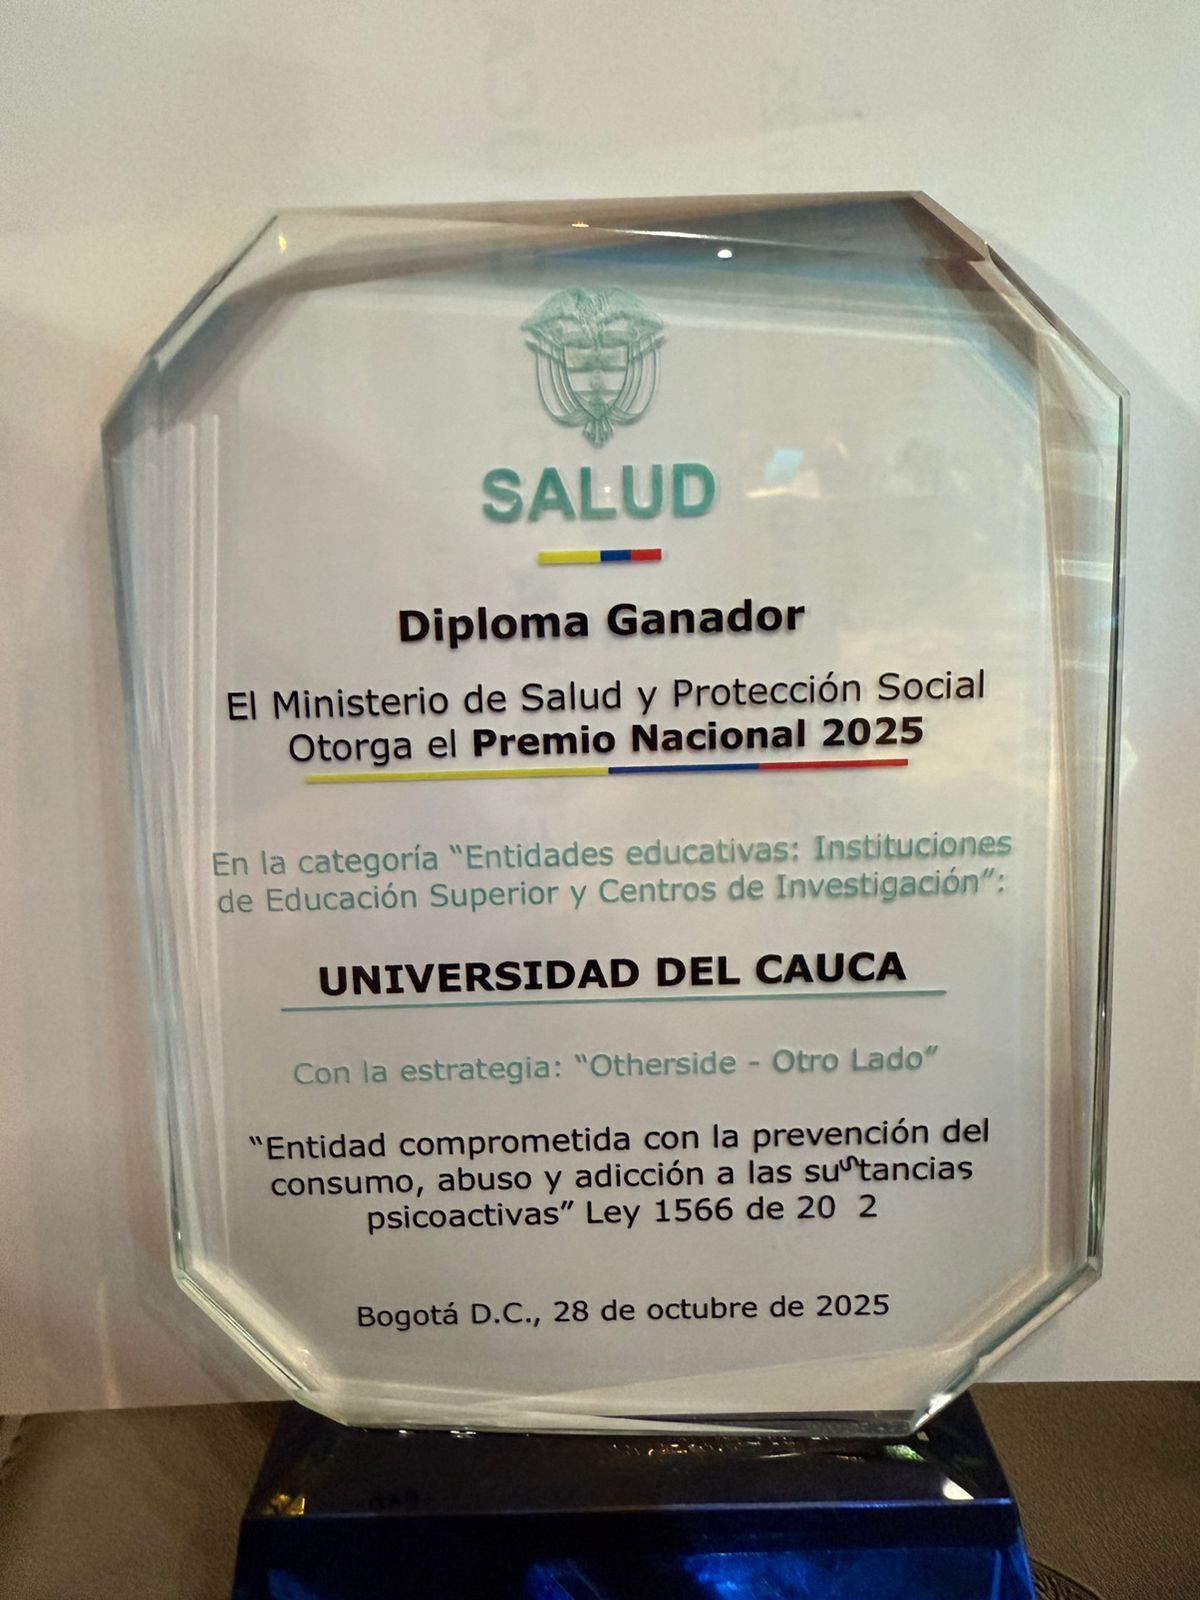 SALUD
Diploma Ganador
El Ministerio de Salud y Protección Social
Otorga el Premio Nacional 2025
En la categoría “Entidades educativas: Instituciones
de Educación Superior y Centros de Investigación”:
UNIVERSIDAD DEL CAUCA
Con la estrategia: “Otherside - Otro Lado”
“Entidad comprometida con la prevención del
consumo, abuso y adicción a las
psicoactivas” Ley 1566 de
Bogotá D.C., 28 de octubre de 2025